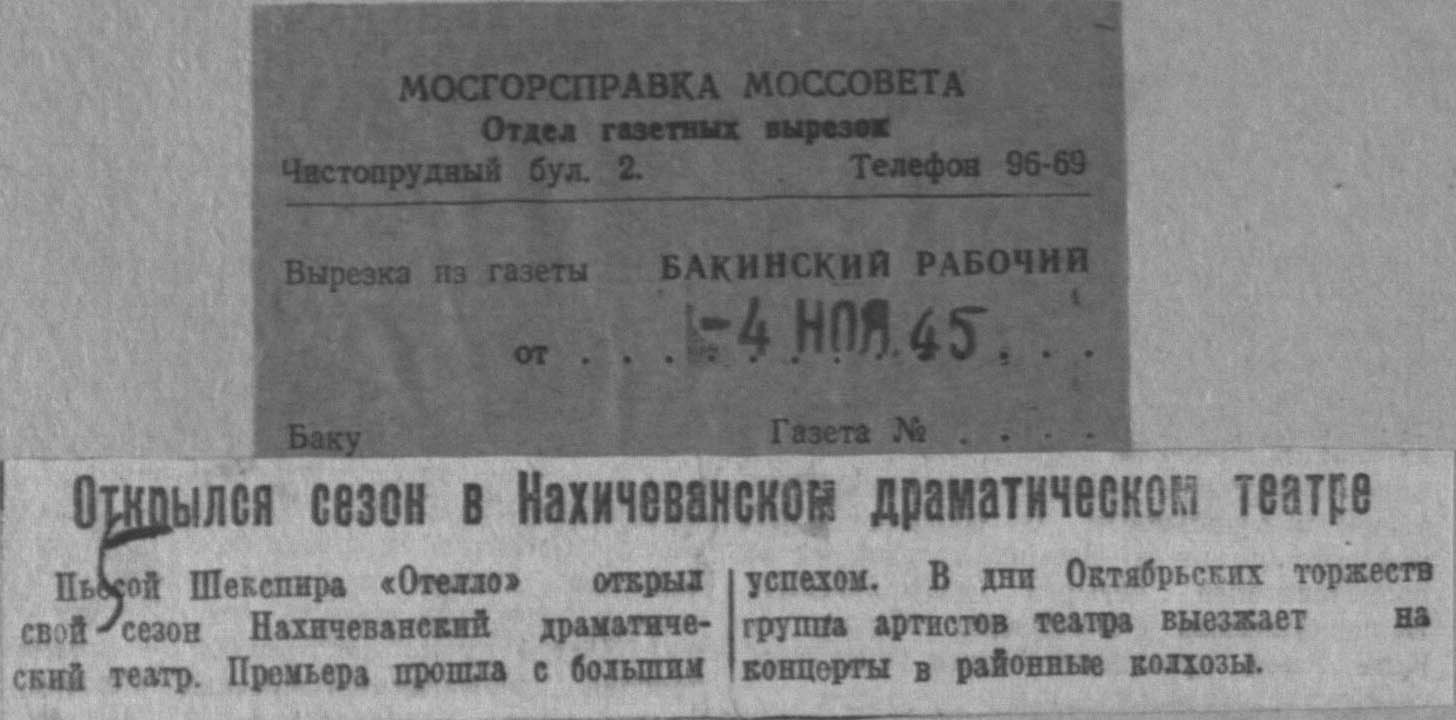 МОСГОРСПРАВКА МОССОВЕТА
Отдел газетных вырезок
Чистопрудный бул. 2. Телефон 96-69
Вырезка из газеты БАКИНСКИЙ РАБОЧИЙ
от . . . -4 НОЯ. 45 . . .
Баку Газета № . . . .
Открылся сезон в Нахичеванском драматическом театре
Пьесой Шекспира «Отелло» открыл
свой сезон Нахичеванский драматиче-
ский театр. Премьера прошла с большим
успехом. В дни Октябрьских торжеств
группа артистов театра выезжает на
концерты в районные колхозы.
5